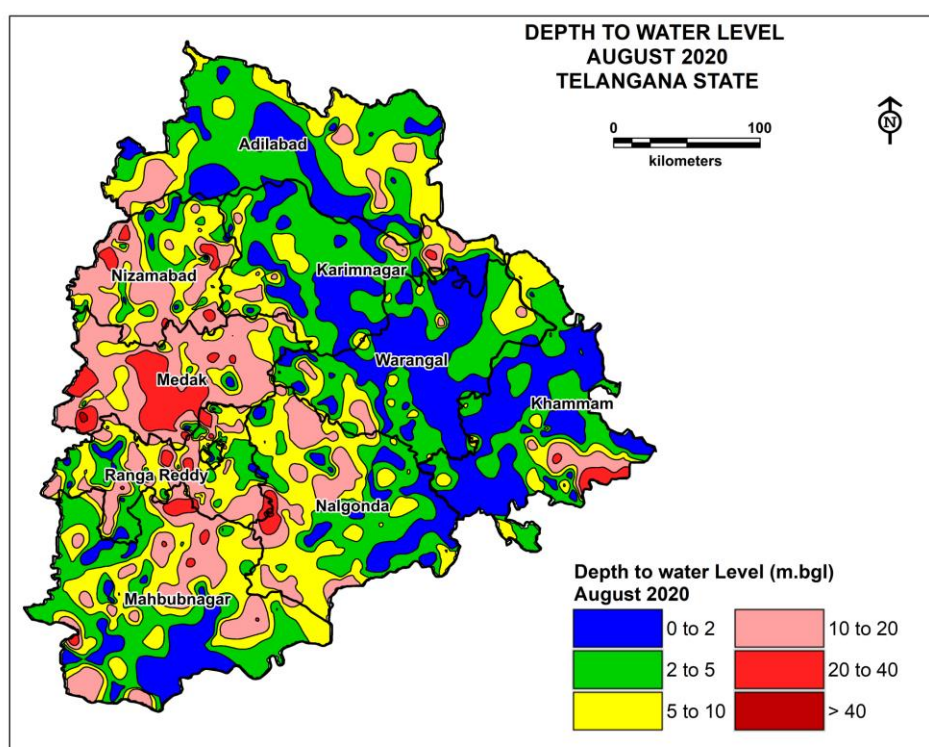 DEPTH TO WATER LEVEL
AUGUST 2020
TELANGANA STATE
0 100
kilometers
N
Adilabad
Nizamabad
Karimnagar
Medak
Warangal
Khammam
Ranga Reddy
Nalgonda
Mahbubnagar
Depth to water Level (m.bgl)
August 2020
0 to 2
2 to 5
5 to 10
10 to 20
20 to 40
> 40